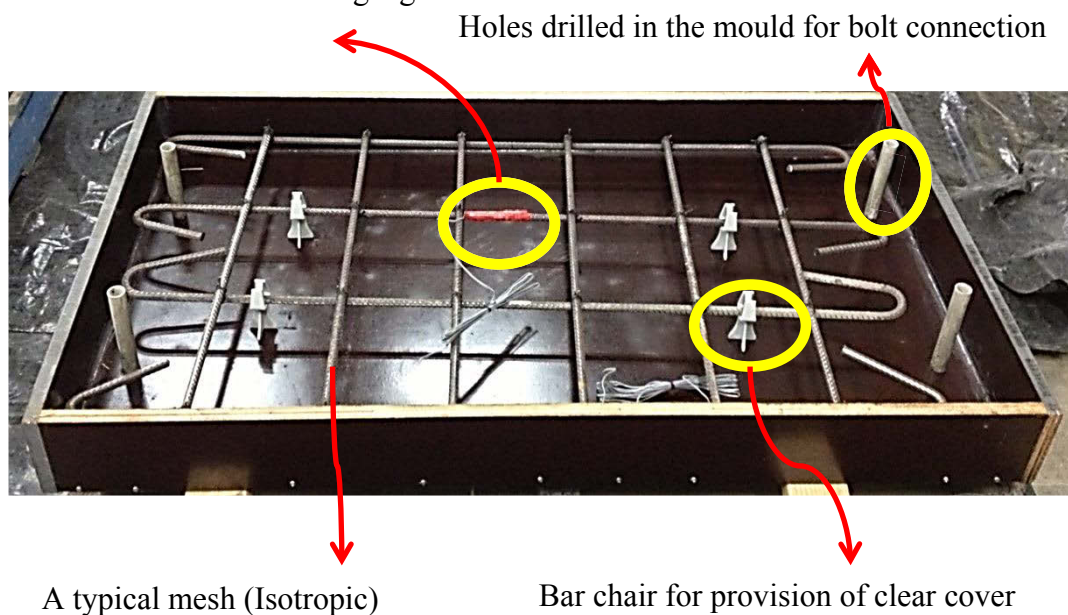 Holes drilled in the mould for bolt connection
A typical mesh (Isotropic)
Bar chair for provision of clear cover